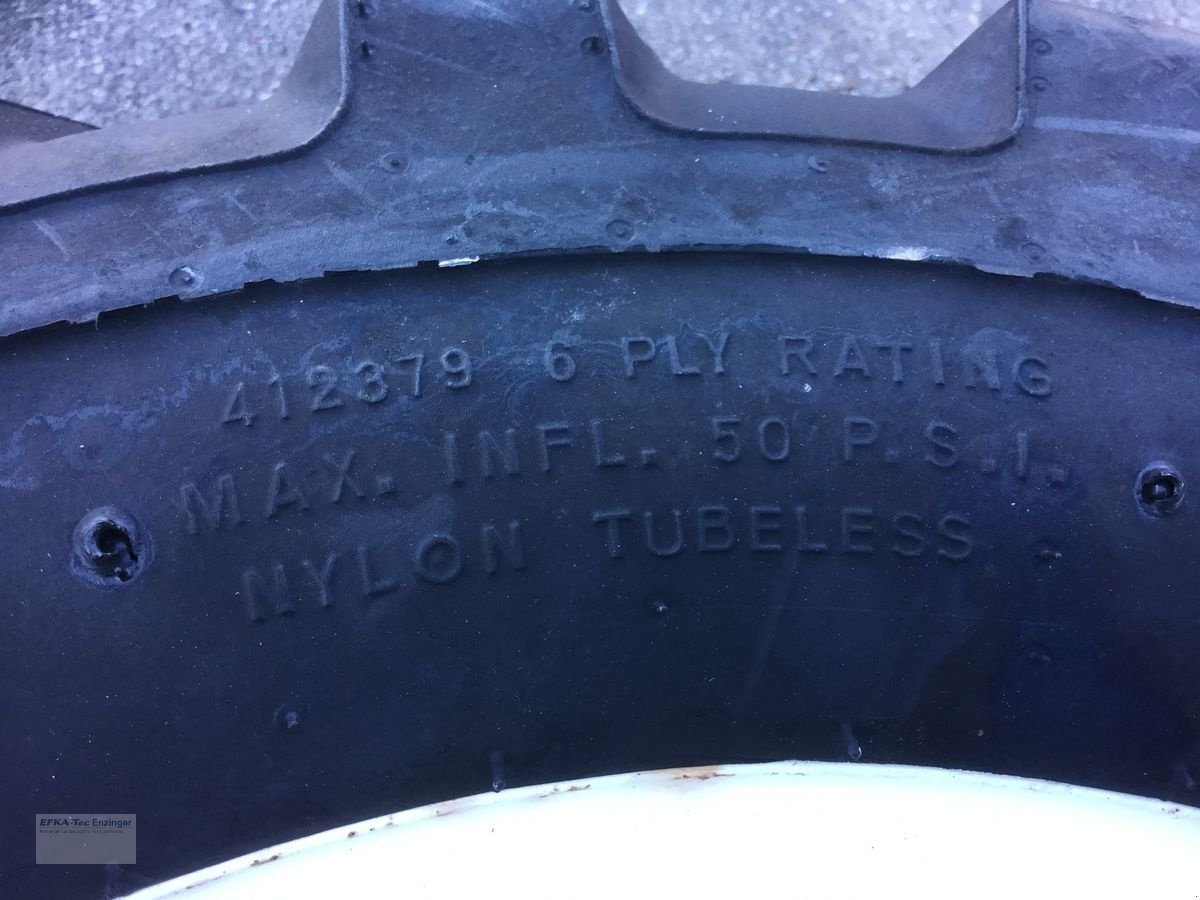 412379 6 PLY RATING
MAX. INFL. 50 P.S.I.
NYLON TUBELESS
EFKA-Tec Enzinger